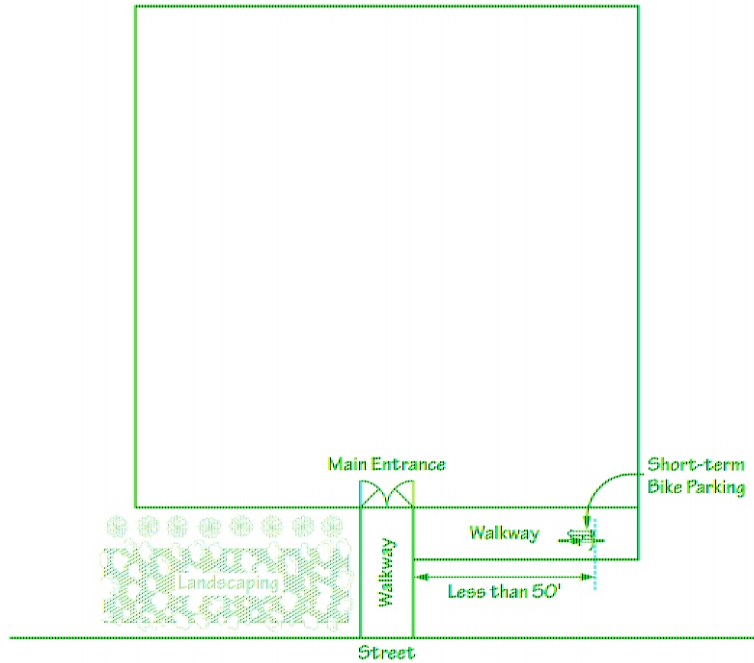 Main Entrance
Short-term
Bike Parking
Walkway
Walkway
Landscaping
Less than 50'
Street